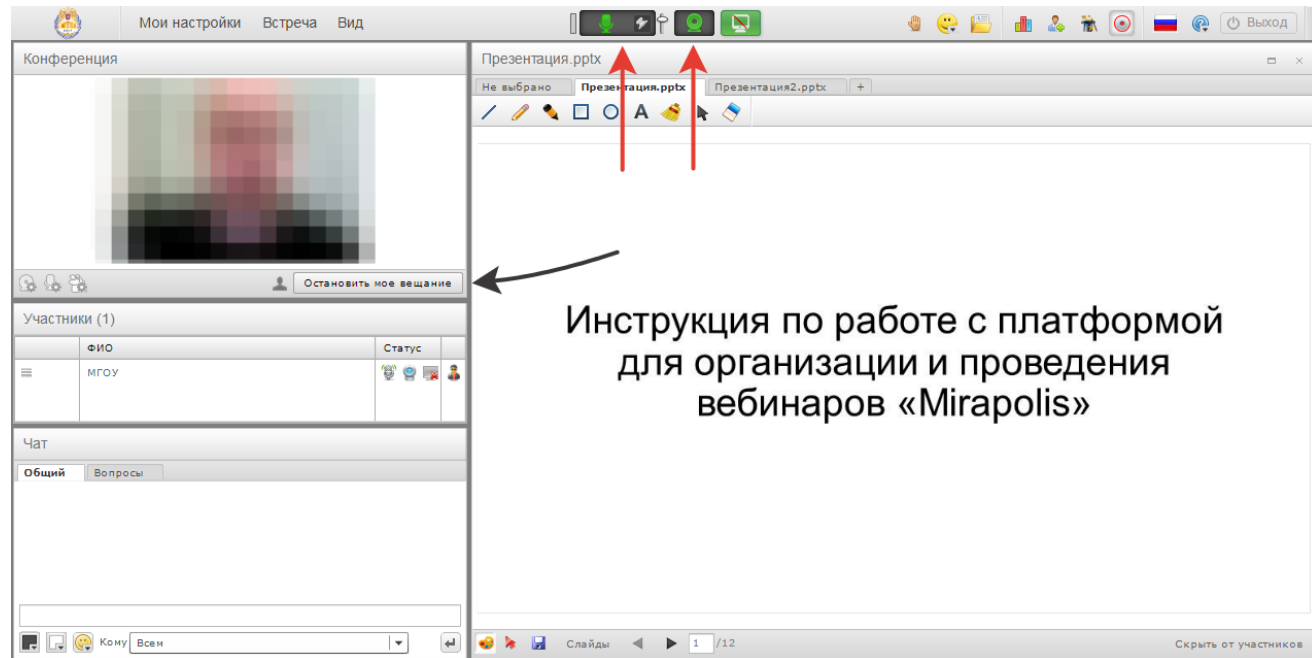 Мои настройки Встреча Вид
Выход
Конференция
Остановить мое вещание
Участники (1)
ФИО Статус
МГОУ
Чат
Общий Вопросы
Кому Всем
Презентация.pptx
Не выбрано Презентация.pptx Презентация2.pptx +
A
Инструкция по работе с платформой
для организации и проведения
вебинаров «Mirapolis»
Слайды 1 /12
Скрыть от участников